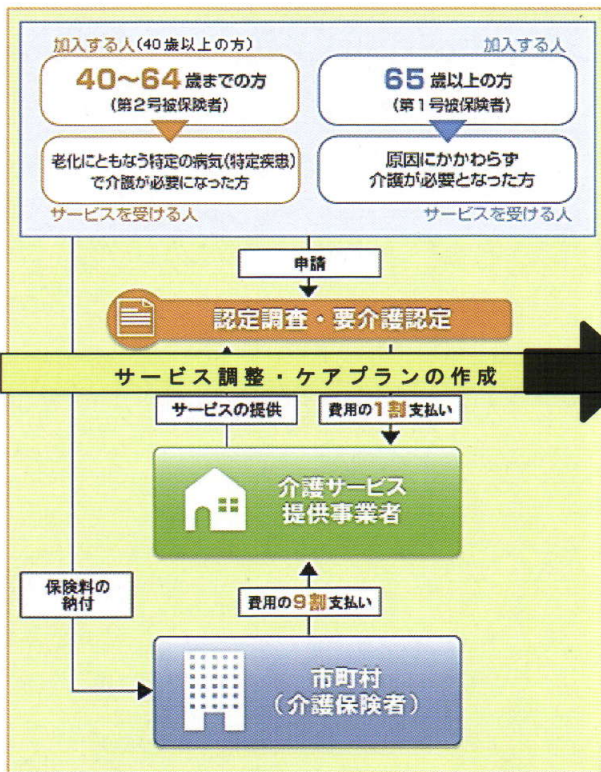 加入する人(40歳以上の方)
40～64歳までの方
(第2号被保険者)
老化にともなう特定の病気(特定疾患)
で介護が必要になった方
サービスを受ける人
加入する人
65歳以上の方
(第1号被保険者)
原因にかかわらず
介護が必要となった方
サービスを受ける人
申請
認定調査・要介護認定
サービス調整・ケアプランの作成
サービスの提供
費用の1割支払い
介護サービス
提供事業者
保険料の
納付
費用の9割支払い
市町村
(介護保険者)